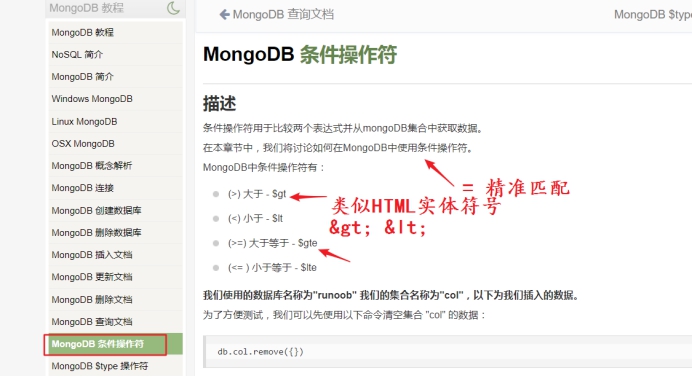 MongoDB 教程
MongoDB 教程
NoSQL 简介
MongoDB 简介
Windows MongoDB
Linux MongoDB
OSX MongoDB
MongoDB 概念解析
MongoDB 连接
MongoDB 创建数据库
MongoDB 删除数据库
MongoDB 插入文档
MongoDB 更新文档
MongoDB 删除文档
MongoDB 查询文档
MongoDB 条件操作符
MongoDB $type 操作符
MongoDB 查询文档
MongoDB $type
MongoDB 条件操作符
描述
条件操作符用于比较两个表达式并从mongoDB集合中获取数据。
在本章节中，我们将讨论如何在MongoDB中使用条件操作符。
MongoDB中条件操作符有：
= 精准匹配
(>) 大于 - $gt
类似HTML实体符号
(<) 小于 - $lt
&gt; &lt;
(>=) 大于等于 - $gte
(<= ) 小于等于 - $lte
我们使用的数据库名称为"runoob" 我们的集合名称为"col"，以下为我们插入的数据。
为了方便测试，我们可以先使用以下命令清空集合 "col" 的数据：
db.col.remove({})